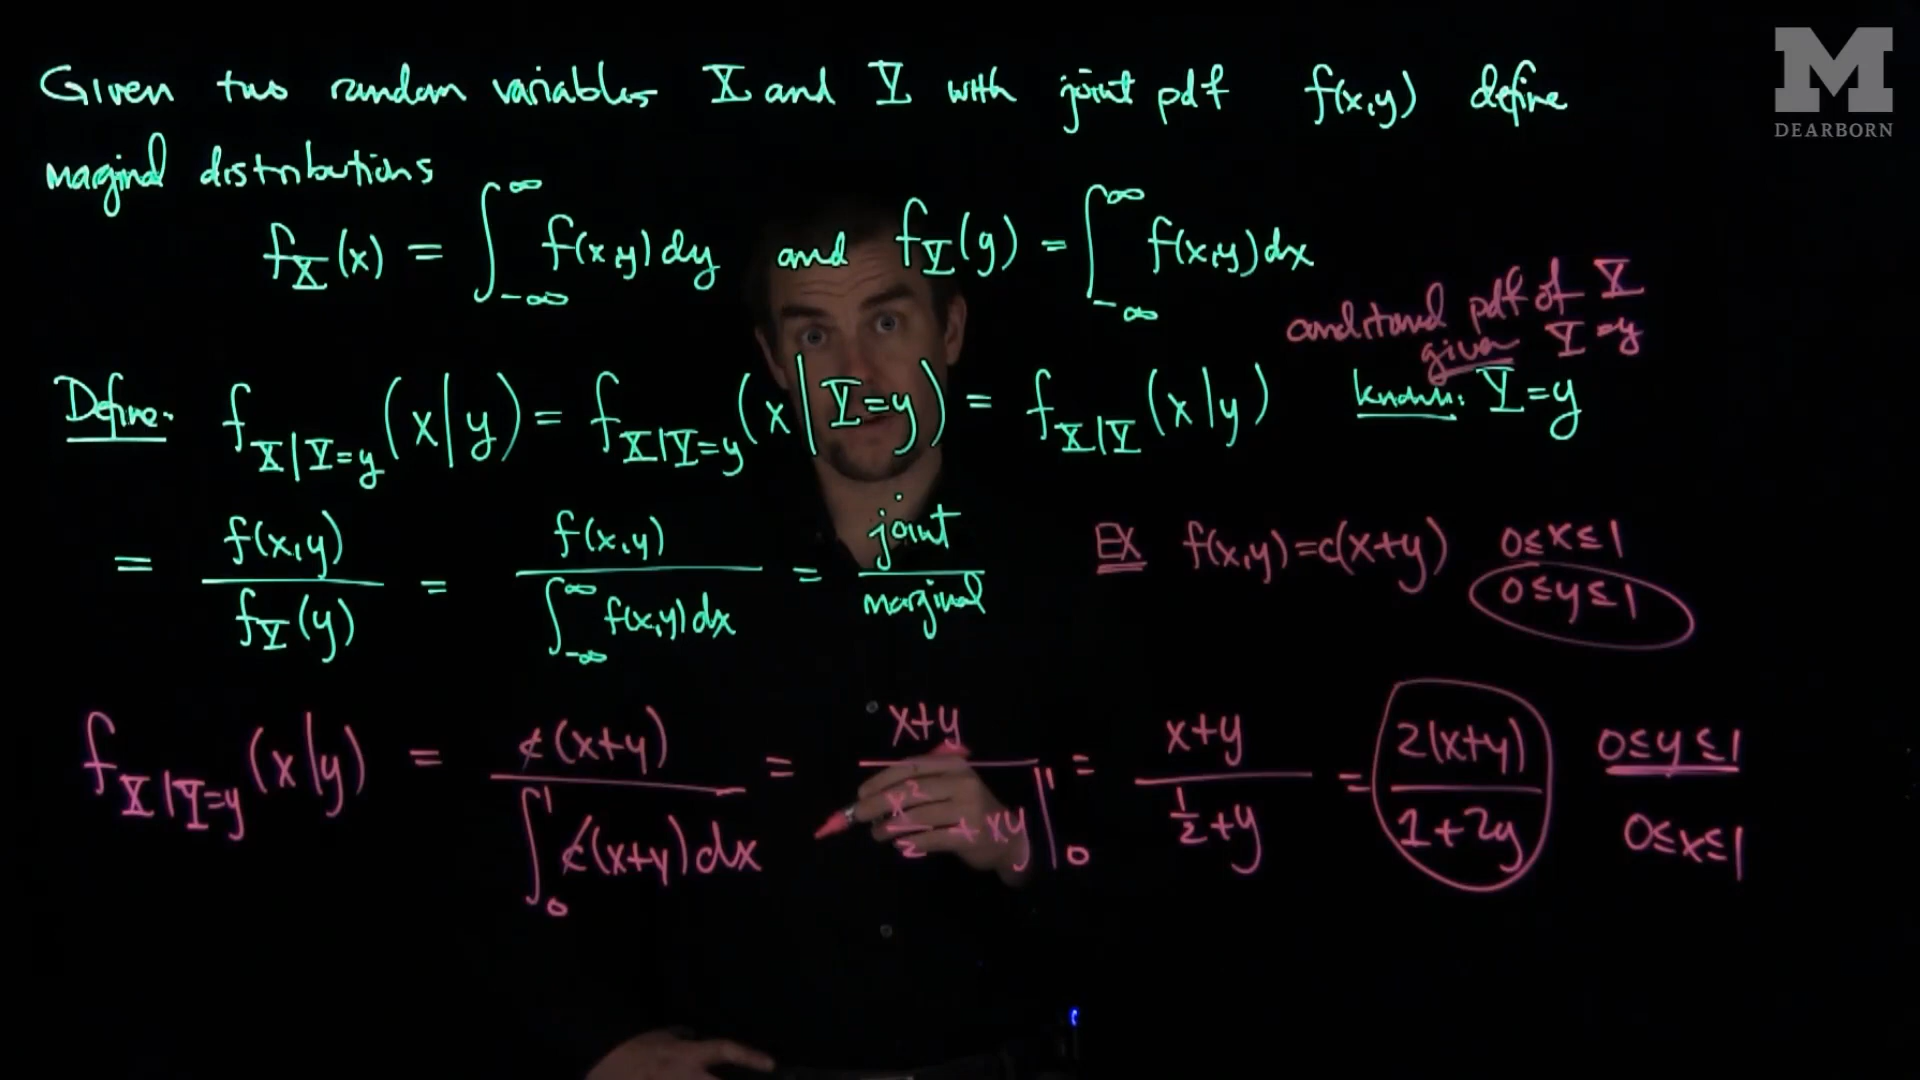 Given two random variables X and Y with joint pdf f(x,y) define
marginal distributions
f_X(x) = ∫_{-∞}^{∞} f(x,y) dy and f_Y(y) = ∫_{-∞}^{∞} f(x,y) dx
conditional pdf of X
given Y=y
Define: f_{X|Y=y}(x|y) = f_{X|Y=y}(x|Y=y) = f_{X|Y}(x|y) known: Y=y
= f(x,y) / f_Y(y) = f(x,y) / ∫_{-∞}^{∞} f(x,y)dx = joint / marginal
EX f(x,y)=c(x+y) 0≤x≤1
0≤y≤1
f_{X|Y=y}(x|y) = c(x+y) / ∫_0^1 c(x+y)dx = x+y / x²/2 + xy |_0^1 = x+y / 1/2+y = 2(x+y) / 1+2y 0≤y≤1
0≤x≤1
M
DEARBORN